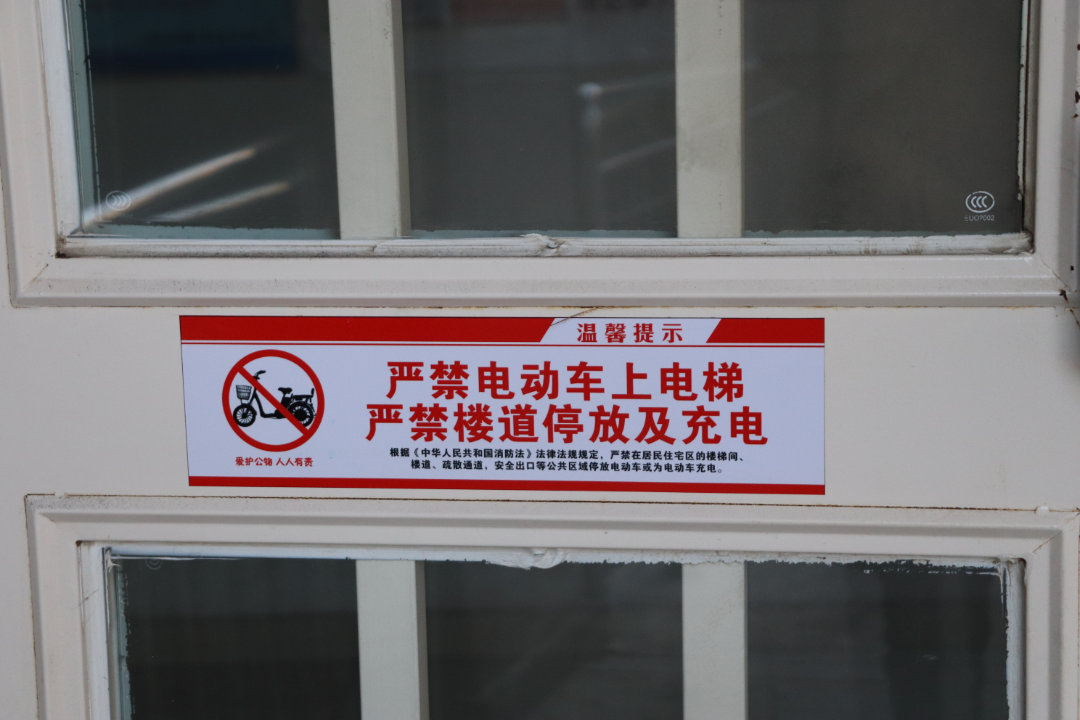 温馨提示
严禁电动车上电梯
严禁楼道停放及充电
爱护公物 人人有责
根据《中华人民共和国消防法》法律法规规定，严禁在居民住宅区的楼梯间、
楼道、疏散通道，安全出口等公共区域停放电动车或为电动车充电。